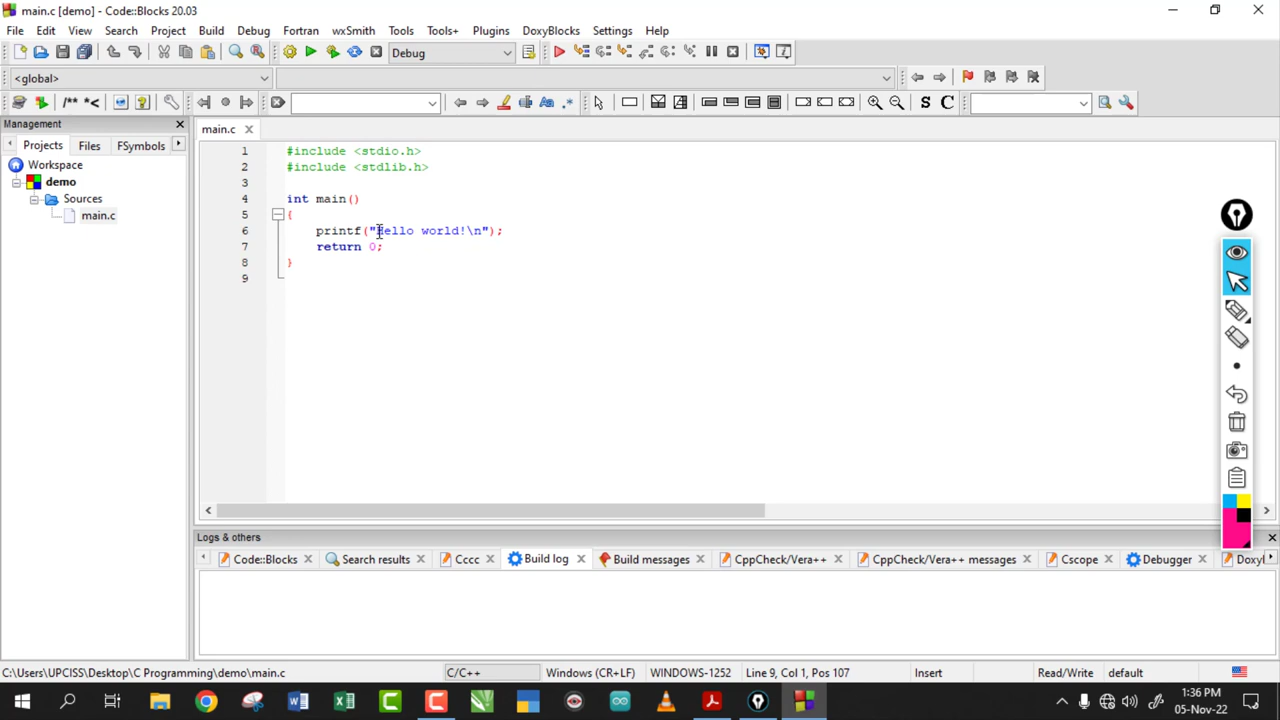 main.c [demo] - Code::Blocks 20.03
File Edit View Search Project Build Debug Fortran wxSmith Tools Tools+ Plugins DoxyBlocks Settings Help
Debug
<global>
/** *<
Aa .*
S C
Management
main.c
Projects Files FSymbols
1 #include <stdio.h>
Workspace
2 #include <stdlib.h>
demo
3
Sources
4 int main()
main.c
5 {
6 printf("Hello world!\n");
7 return 0;
8 }
9
Logs & others
Code::Blocks Search results Cccc Build log Build messages CppCheck/Vera++ CppCheck/Vera++ messages Cscope Debugger Doxyl
C:\Users\UPCISS\Desktop\C Programming\demo\main.c C/C++ Windows (CR+LF) WINDOWS-1252 Line 9, Col 1, Pos 107 Insert Read/Write default
1:36 PM
05-Nov-22